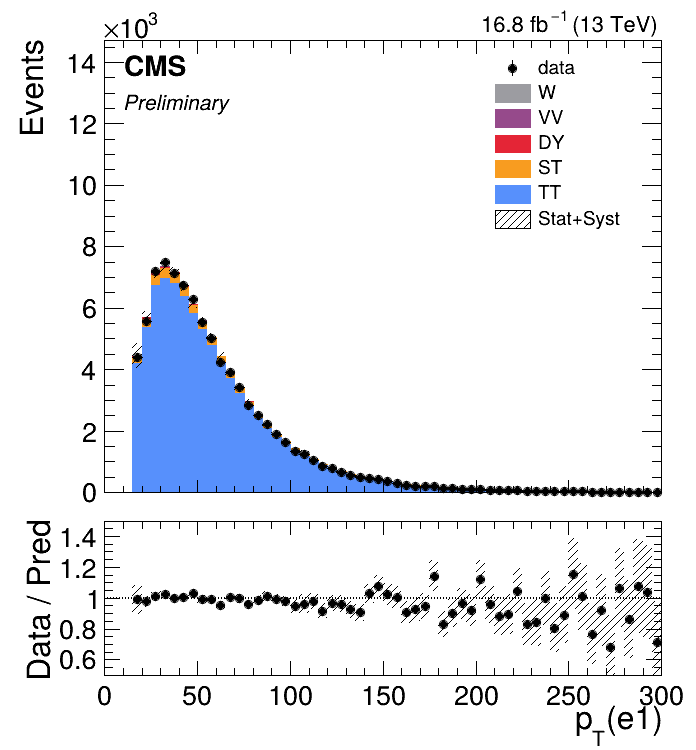 ×10³
16.8 fb⁻¹ (13 TeV)
Events
CMS
Preliminary
data
W
VV
DY
ST
TT
Stat+Syst
14
12
10
8
6
4
2
0
Data / Pred
1.4
1.2
1
0.8
0.6
0 50 100 150 200 250 300
p_T(e1)